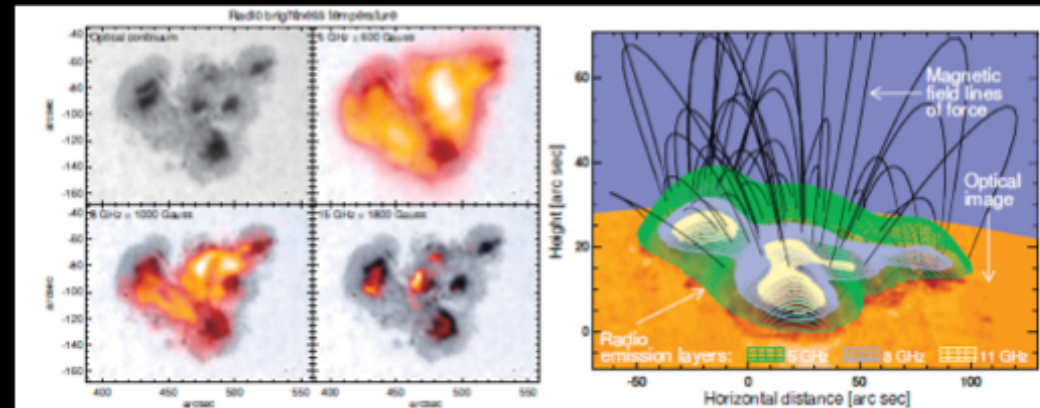 Radio brightness temperature
Optical continuum
5 GHz = 600 Gauss
8 GHz = 1000 Gauss
15 GHz = 1800 Gauss
-40
-60
-80
-100
-120
-140
-160
-40
-60
-80
-100
-120
-140
-160
arcsec
arcsec
400
450
500
550
400
450
500
550
arcsec
arcsec
Height [arc sec]
60
40
20
0
Magnetic
field lines
of force
Optical
image
Radio
emission layers:
5 GHz
8 GHz
11 GHz
-50
0
50
100
Horizontal distance [arc sec]